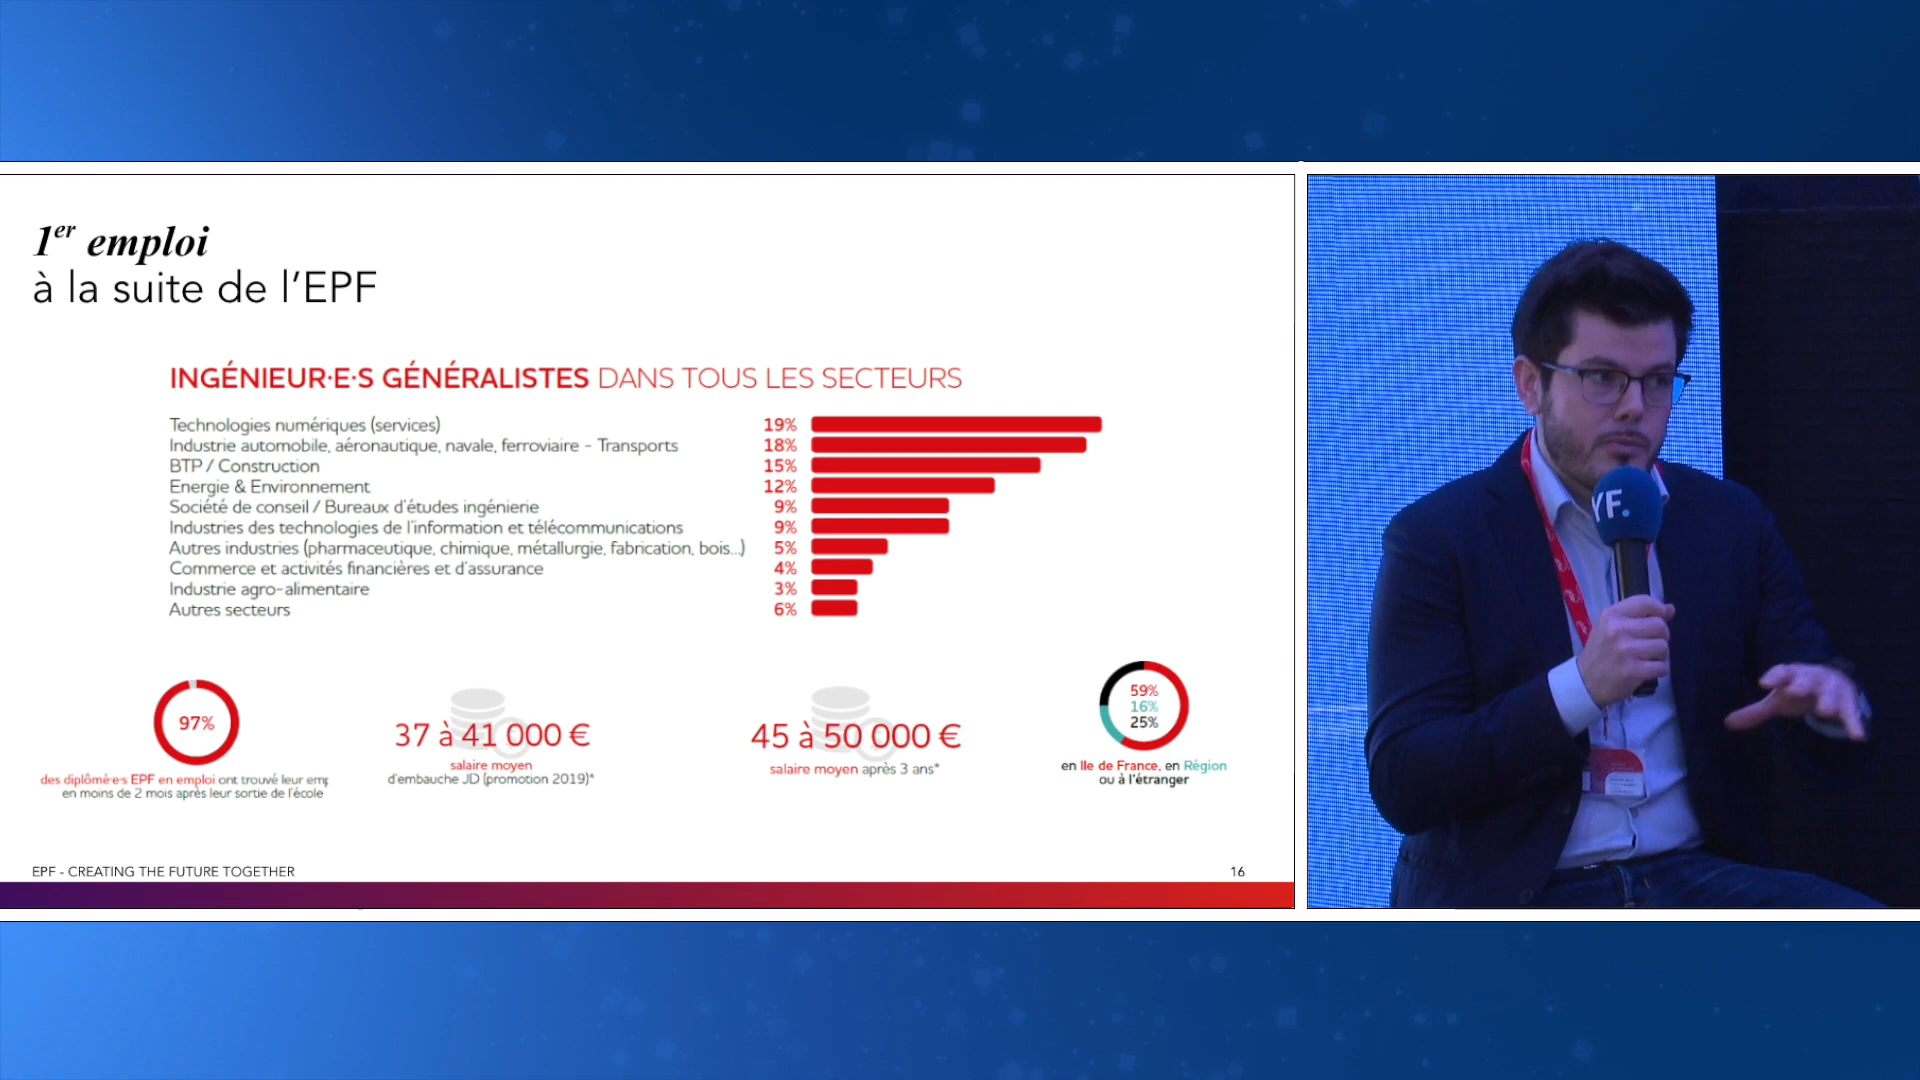 1er emploi
à la suite de l'EPF
INGÉNIEUR·E·S GÉNÉRALISTES DANS TOUS LES SECTEURS
Technologies numériques (services) 19%
Industrie automobile, aéronautique, navale, ferroviaire - Transports 18%
BTP / Construction 15%
Energie & Environnement 12%
Société de conseil / Bureaux d'études ingénierie 9%
Industries des technologies de l'information et télécommunications 9%
Autres industries (pharmaceutique, chimique, métallurgie, fabrication, bois...) 5%
Commerce et activités financières et d'assurance 4%
Industrie agro-alimentaire 3%
Autres secteurs 6%
97%
des diplômé·e·s EPF en emploi ont trouvé leur emp
en moins de 2 mois après leur sortie de l'école
37 à 41 000 €
salaire moyen
d'embauche JD (promotion 2019)*
45 à 50 000 €
salaire moyen après 3 ans*
59%
16%
25%
en Ile de France, en Région
ou à l'étranger
EPF - CREATING THE FUTURE TOGETHER
16
YF.